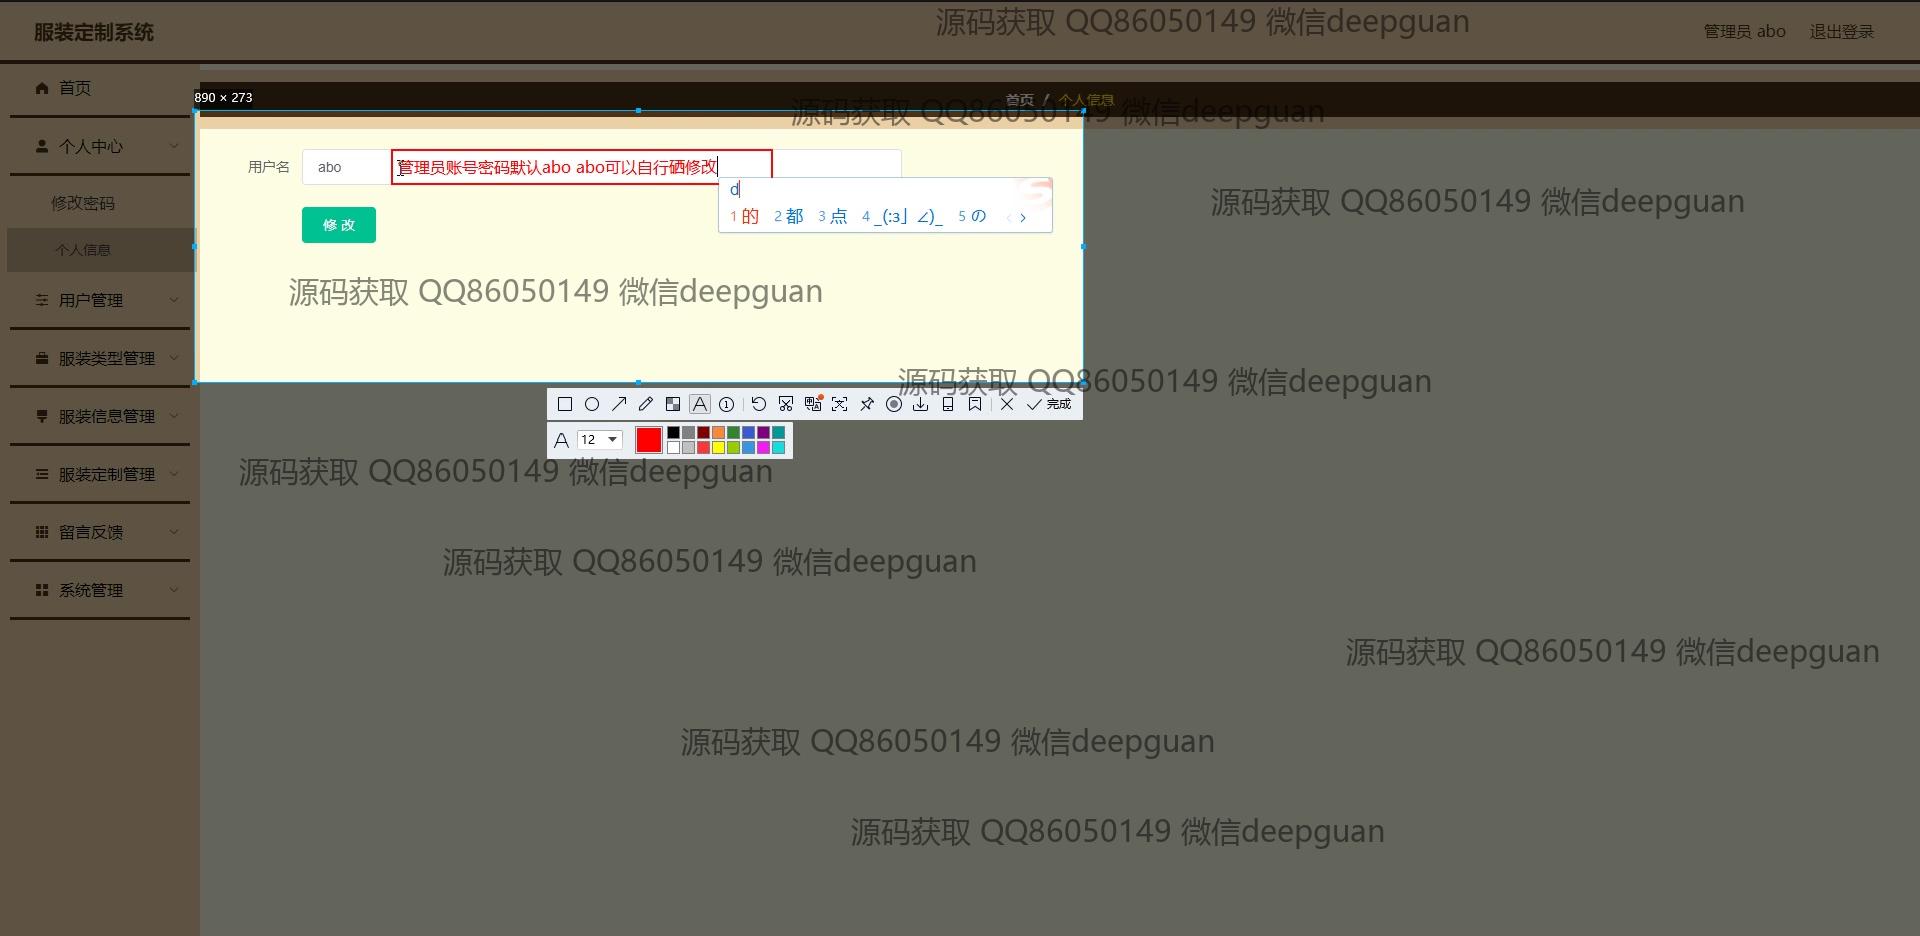 源码获取 QQ86050149 微信deepguan
服装定制系统
管理员 abo 退出登录
首页
890 × 273
首页 / 个人信息
源码获取 QQ86050149 微信deepguan
个人中心
用户名 abo 管理员账号密码默认abo abo可以自行硒修改
d
修改密码
源码获取 QQ86050149 微信deepguan
1 的 2 都 3 点 4 _(:з」∠)_ 5 の
修 改
个人信息
源码获取 QQ86050149 微信deepguan
用户管理
服装类型管理
源码获取 QQ86050149 微信deepguan
完成
服装信息管理
12
服装定制管理
源码获取 QQ86050149 微信deepguan
留言反馈
源码获取 QQ86050149 微信deepguan
系统管理
源码获取 QQ86050149 微信deepguan
源码获取 QQ86050149 微信deepguan
源码获取 QQ86050149 微信deepguan